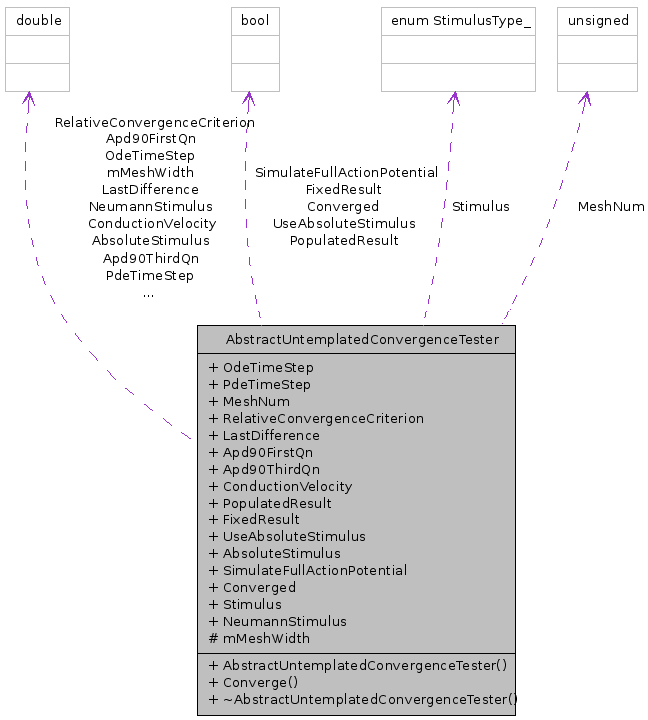 double
bool
enum StimulusType_
unsigned
RelativeConvergenceCriterion
Apd90FirstQn
OdeTimeStep
mMeshWidth
LastDifference
NeumannStimulus
ConductionVelocity
AbsoluteStimulus
Apd90ThirdQn
PdeTimeStep
...
SimulateFullActionPotential
FixedResult
Converged
UseAbsoluteStimulus
PopulatedResult
Stimulus
MeshNum
AbstractUntemplatedConvergenceTester
+ OdeTimeStep
+ PdeTimeStep
+ MeshNum
+ RelativeConvergenceCriterion
+ LastDifference
+ Apd90FirstQn
+ Apd90ThirdQn
+ ConductionVelocity
+ PopulatedResult
+ FixedResult
+ UseAbsoluteStimulus
+ AbsoluteStimulus
+ SimulateFullActionPotential
+ Converged
+ Stimulus
+ NeumannStimulus
# mMeshWidth
+ AbstractUntemplatedConvergenceTester()
+ Converge()
+ ~AbstractUntemplatedConvergenceTester()